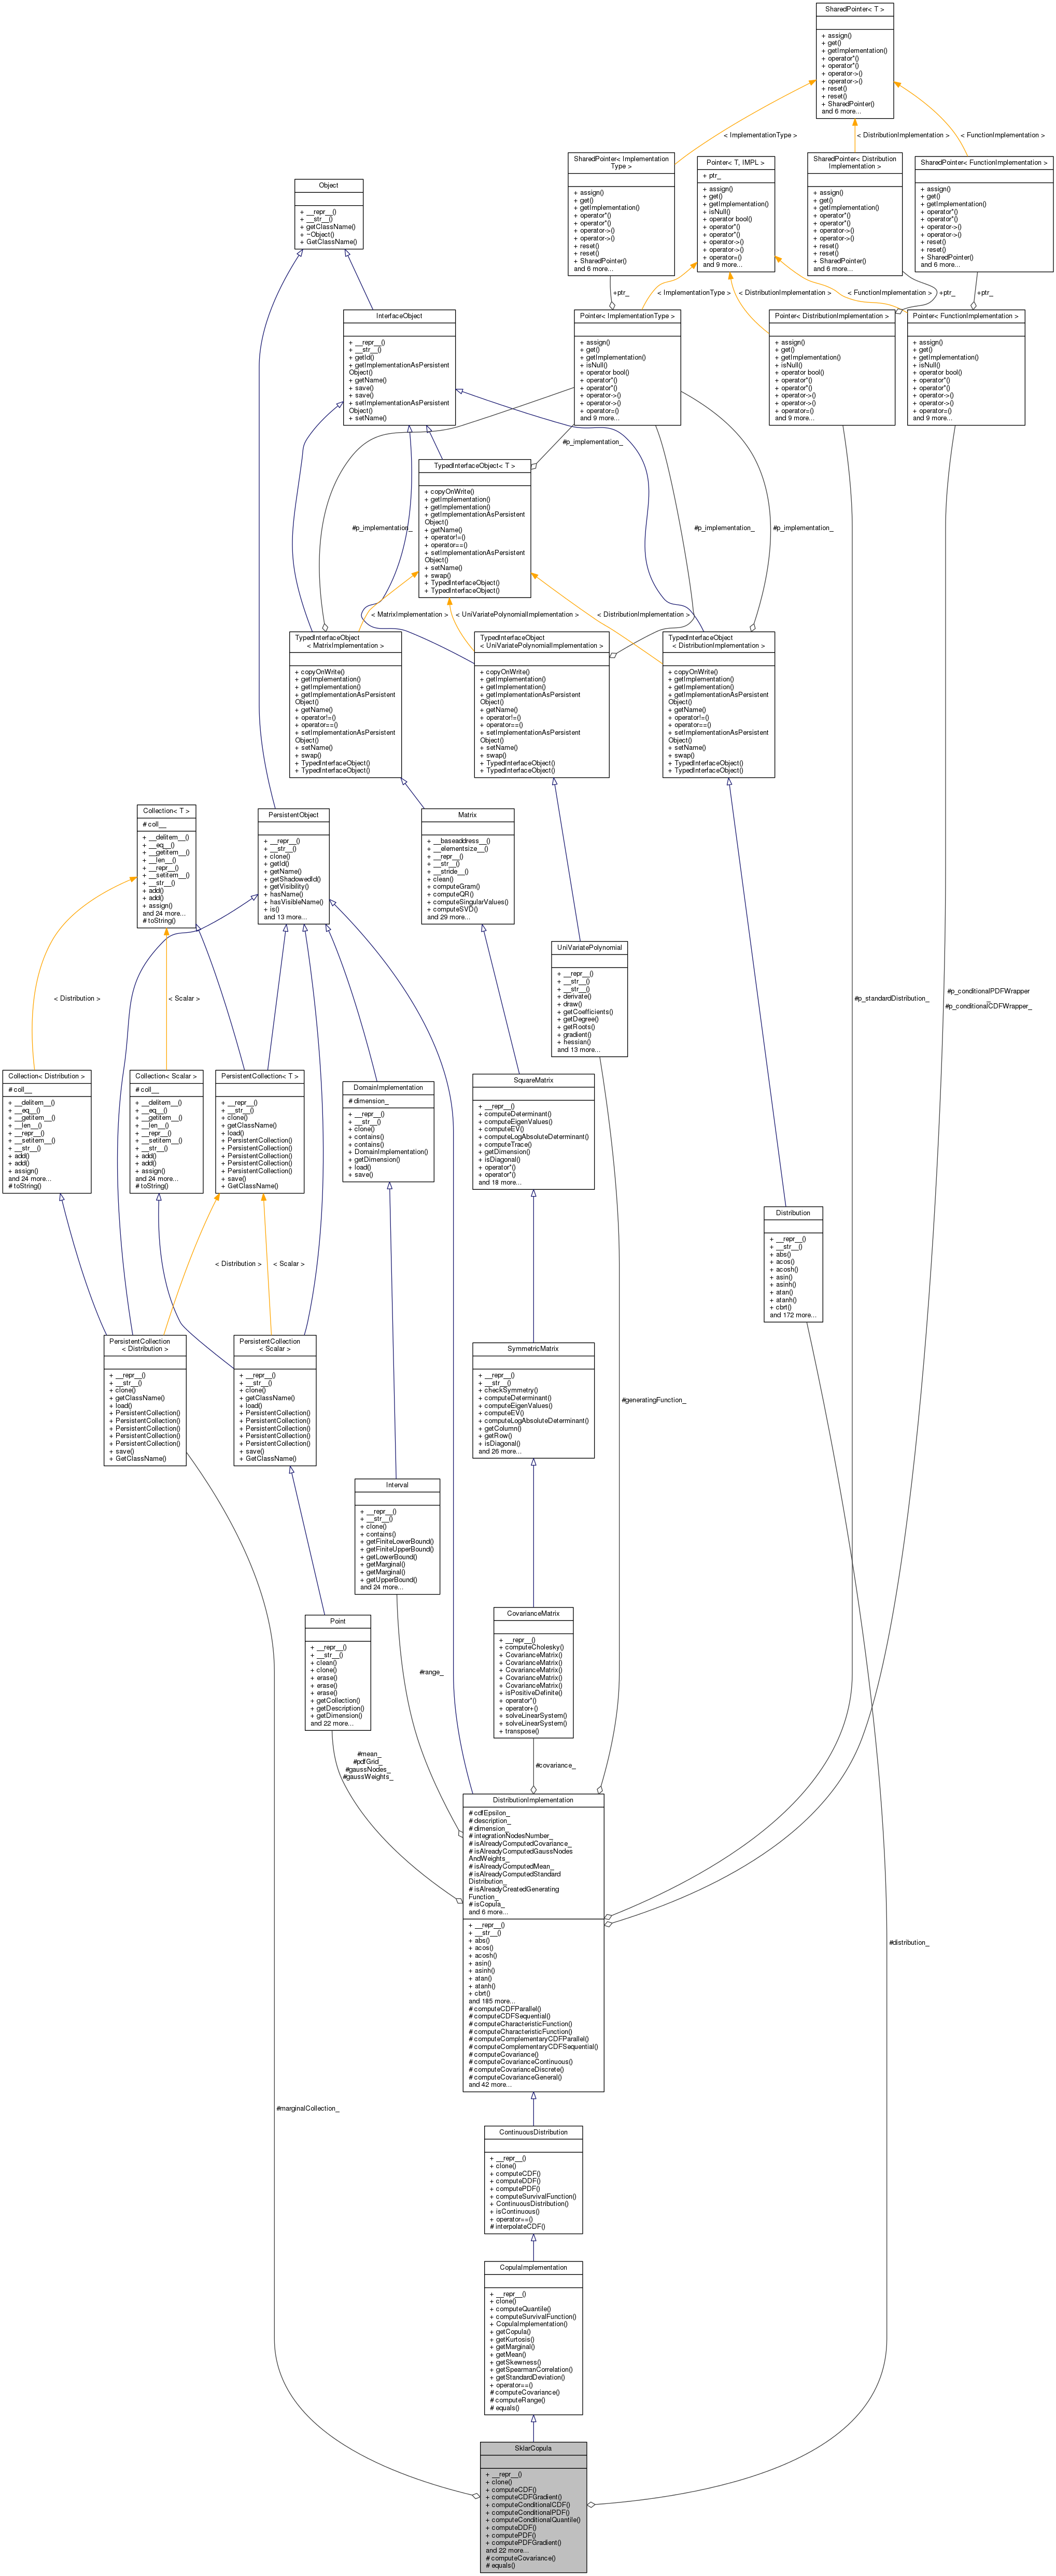 SharedPointer< T >
+ assign()
+ get()
+ getImplementation()
+ operator*()
+ operator*()
+ operator->()
+ operator->()
+ reset()
+ reset()
+ SharedPointer()
and 6 more...
< ImplementationType >
< DistributionImplementation >
< FunctionImplementation >
SharedPointer< Implementation
Type >
+ assign()
+ get()
+ getImplementation()
+ operator*()
+ operator*()
+ operator->()
+ operator->()
+ reset()
+ reset()
+ SharedPointer()
and 6 more...
Pointer< T, IMPL >
+ ptr_
+ assign()
+ get()
+ getImplementation()
+ isNull()
+ operator bool()
+ operator*()
+ operator*()
+ operator->()
+ operator->()
+ operator=()
and 9 more...
SharedPointer< Distribution
Implementation >
+ assign()
+ get()
+ getImplementation()
+ operator*()
+ operator*()
+ operator->()
+ operator->()
+ reset()
+ reset()
+ SharedPointer()
and 6 more...
SharedPointer< FunctionImplementation >
+ assign()
+ get()
+ getImplementation()
+ operator*()
+ operator*()
+ operator->()
+ operator->()
+ reset()
+ reset()
+ SharedPointer()
and 6 more...
Object
+ __repr__()
+ __str__()
+ getClassName()
+ ~Object()
+ GetClassName()
+ptr_
< ImplementationType >
< DistributionImplementation >
< FunctionImplementation >
+ptr_
+ptr_
InterfaceObject
+ __repr__()
+ __str__()
+ getId()
+ getImplementationAsPersistent
Object()
+ getName()
+ save()
+ save()
+ setImplementationAsPersistent
Object()
+ setName()
Pointer< ImplementationType >
+ assign()
+ get()
+ getImplementation()
+ isNull()
+ operator bool()
+ operator*()
+ operator*()
+ operator->()
+ operator->()
+ operator=()
and 9 more...
Pointer< DistributionImplementation >
+ assign()
+ get()
+ getImplementation()
+ isNull()
+ operator bool()
+ operator*()
+ operator*()
+ operator->()
+ operator->()
+ operator=()
and 9 more...
Pointer< FunctionImplementation >
+ assign()
+ get()
+ getImplementation()
+ isNull()
+ operator bool()
+ operator*()
+ operator*()
+ operator->()
+ operator->()
+ operator=()
and 9 more...
#p_implementation_
TypedInterfaceObject< T >
+ copyOnWrite()
+ getImplementation()
+ getImplementation()
+ getImplementationAsPersistent
Object()
+ getName()
+ operator!=()
+ operator==()
+ setImplementationAsPersistent
Object()
+ setName()
+ swap()
+ TypedInterfaceObject()
+ TypedInterfaceObject()
#p_implementation_
#p_implementation_
#p_implementation_
< MatrixImplementation >
< UniVariatePolynomialImplementation >
< DistributionImplementation >
TypedInterfaceObject
< MatrixImplementation >
+ copyOnWrite()
+ getImplementation()
+ getImplementation()
+ getImplementationAsPersistent
Object()
+ getName()
+ operator!=()
+ operator==()
+ setImplementationAsPersistent
Object()
+ setName()
+ swap()
+ TypedInterfaceObject()
+ TypedInterfaceObject()
TypedInterfaceObject
< UniVariatePolynomialImplementation >
+ copyOnWrite()
+ getImplementation()
+ getImplementation()
+ getImplementationAsPersistent
Object()
+ getName()
+ operator!=()
+ operator==()
+ setImplementationAsPersistent
Object()
+ setName()
+ swap()
+ TypedInterfaceObject()
+ TypedInterfaceObject()
TypedInterfaceObject
< DistributionImplementation >
+ copyOnWrite()
+ getImplementation()
+ getImplementation()
+ getImplementationAsPersistent
Object()
+ getName()
+ operator!=()
+ operator==()
+ setImplementationAsPersistent
Object()
+ setName()
+ swap()
+ TypedInterfaceObject()
+ TypedInterfaceObject()
Collection< T >
# coll__
+ __delitem__()
+ __eq__()
+ __getitem__()
+ __len__()
+ __repr__()
+ __setitem__()
+ __str__()
+ add()
+ add()
+ assign()
and 24 more...
# toString()
PersistentObject
+ __repr__()
+ __str__()
+ clone()
+ getId()
+ getName()
+ getShadowedId()
+ getVisibility()
+ hasName()
+ hasVisibleName()
+ is()
and 13 more...
Matrix
+ __baseaddress__()
+ __elementsize__()
+ __repr__()
+ __str__()
+ __stride__()
+ clean()
+ computeGram()
+ computeQR()
+ computeSingularValues()
+ computeSVD()
and 29 more...
UniVariatePolynomial
+ __repr__()
+ __str__()
+ __str__()
+ derivate()
+ draw()
+ getCoefficients()
+ getDegree()
+ getRoots()
+ gradient()
+ hessian()
and 13 more...
< Distribution >
< Scalar >
#p_standardDistribution_
#p_conditionalPDFWrapper
_
#p_conditionalCDFWrapper_
Collection< Distribution >
# coll__
+ __delitem__()
+ __eq__()
+ __getitem__()
+ __len__()
+ __repr__()
+ __setitem__()
+ __str__()
+ add()
+ add()
+ assign()
and 24 more...
# toString()
Collection< Scalar >
# coll__
+ __delitem__()
+ __eq__()
+ __getitem__()
+ __len__()
+ __repr__()
+ __setitem__()
+ __str__()
+ add()
+ add()
+ assign()
and 24 more...
# toString()
PersistentCollection< T >
+ __repr__()
+ __str__()
+ clone()
+ getClassName()
+ load()
+ PersistentCollection()
+ PersistentCollection()
+ PersistentCollection()
+ PersistentCollection()
+ PersistentCollection()
+ save()
+ GetClassName()
DomainImplementation
# dimension_
+ __repr__()
+ __str__()
+ clone()
+ contains()
+ contains()
+ DomainImplementation()
+ getDimension()
+ load()
+ save()
SquareMatrix
+ __repr__()
+ computeDeterminant()
+ computeEigenValues()
+ computeEV()
+ computeLogAbsoluteDeterminant()
+ computeTrace()
+ getDimension()
+ isDiagonal()
+ operator*()
+ operator*()
and 18 more...
Distribution
+ __repr__()
+ __str__()
+ abs()
+ acos()
+ acosh()
+ asin()
+ asinh()
+ atan()
+ atanh()
+ cbrt()
and 172 more...
< Distribution >
< Scalar >
PersistentCollection
< Distribution >
+ __repr__()
+ __str__()
+ clone()
+ getClassName()
+ load()
+ PersistentCollection()
+ PersistentCollection()
+ PersistentCollection()
+ PersistentCollection()
+ PersistentCollection()
+ save()
+ GetClassName()
PersistentCollection
< Scalar >
+ __repr__()
+ __str__()
+ clone()
+ getClassName()
+ load()
+ PersistentCollection()
+ PersistentCollection()
+ PersistentCollection()
+ PersistentCollection()
+ PersistentCollection()
+ save()
+ GetClassName()
SymmetricMatrix
+ __repr__()
+ __str__()
+ checkSymmetry()
+ computeDeterminant()
+ computeEigenValues()
+ computeEV()
+ computeLogAbsoluteDeterminant()
+ getColumn()
+ getRow()
+ isDiagonal()
and 26 more...
#generatingFunction_
Interval
+ __repr__()
+ __str__()
+ clone()
+ contains()
+ getFiniteLowerBound()
+ getFiniteUpperBound()
+ getLowerBound()
+ getMarginal()
+ getMarginal()
+ getUpperBound()
and 24 more...
Point
+ __repr__()
+ __str__()
+ clean()
+ clone()
+ erase()
+ erase()
+ erase()
+ getCollection()
+ getDescription()
+ getDimension()
and 22 more...
CovarianceMatrix
+ __repr__()
+ computeCholesky()
+ CovarianceMatrix()
+ CovarianceMatrix()
+ CovarianceMatrix()
+ CovarianceMatrix()
+ CovarianceMatrix()
+ isPositiveDefinite()
+ operator*()
+ operator+()
+ solveLinearSystem()
+ solveLinearSystem()
+ transpose()
#range_
#mean_
#pdfGrid_
#gaussNodes_
#gaussWeights_
#covariance_
DistributionImplementation
# cdfEpsilon_
# description_
# dimension_
# integrationNodesNumber_
# isAlreadyComputedCovariance_
# isAlreadyComputedGaussNodes
AndWeights_
# isAlreadyComputedMean_
# isAlreadyComputedStandard
Distribution_
# isAlreadyCreatedGenerating
Function_
# isCopula_
and 6 more...
+ __repr__()
+ __str__()
+ abs()
+ acos()
+ acosh()
+ asin()
+ asinh()
+ atan()
+ atanh()
+ cbrt()
and 185 more...
# computeCDFParallel()
# computeCDFSequential()
# computeCharacteristicFunction()
# computeCharacteristicFunction()
# computeComplementaryCDFParallel()
# computeComplementaryCDFSequential()
# computeCovariance()
# computeCovarianceContinuous()
# computeCovarianceDiscrete()
# computeCovarianceGeneral()
and 42 more...
#distribution_
#marginalCollection_
ContinuousDistribution
+ __repr__()
+ clone()
+ computeCDF()
+ computeDDF()
+ computePDF()
+ computeSurvivalFunction()
+ ContinuousDistribution()
+ isContinuous()
+ operator==()
# interpolateCDF()
CopulaImplementation
+ __repr__()
+ clone()
+ computeQuantile()
+ computeSurvivalFunction()
+ CopulaImplementation()
+ getCopula()
+ getKurtosis()
+ getMarginal()
+ getMean()
+ getSkewness()
+ getSpearmanCorrelation()
+ getStandardDeviation()
+ operator==()
# computeCovariance()
# computeRange()
# equals()
SklarCopula
+ __repr__()
+ clone()
+ computeCDF()
+ computeCDFGradient()
+ computeConditionalCDF()
+ computeConditionalPDF()
+ computeConditionalQuantile()
+ computeDDF()
+ computePDF()
+ computePDFGradient()
and 22 more...
# computeCovariance()
# equals()